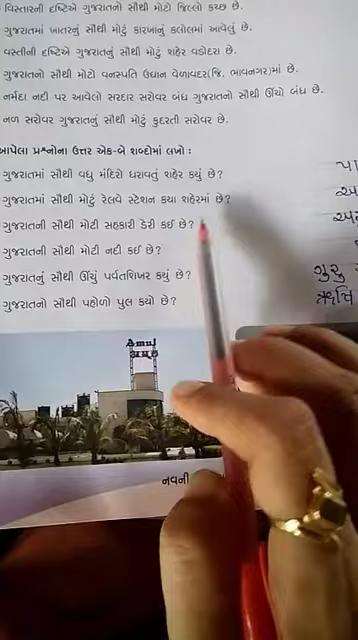 વિસ્તારની દૃષ્ટિએ ગુજરાતનો સૌથી મોટો જિલ્લો કચ્છ છે.
ગુજરાતમાં ખાતરનું સૌથી મોટું કારખાનું કલોલમાં આવેલું છે.
વસ્તીની દૃષ્ટિએ ગુજરાતનું સૌથી મોટું શહેર વડોદરા છે.
ગુજરાતનો સૌથી મોટો વનસ્પતિ ઉદ્યાન વેળાવદર(જિ. ભાવનગર)માં છે.
નર્મદા નદી પર આવેલો સરદાર સરોવર બંધ ગુજરાતનો સૌથી ઊંચો બંધ છે.
નળ સરોવર ગુજરાતનું સૌથી મોટું કુદરતી સરોવર છે.
આપેલા પ્રશ્નોના ઉત્તર એક-બે શબ્દોમાં લખો :
ગુજરાતમાં સૌથી વધુ મંદિરો ધરાવતું શહેર કયું છે?
ગુજરાતમાં સૌથી મોટું રેલવે સ્ટેશન કયા શહેરમાં છે?
ગુજરાતની સૌથી મોટી સહકારી ડેરી કઈ છે?
ગુજરાતની સૌથી મોટી નદી કઈ છે?
ગુજરાતનું સૌથી ઊંચું પર્વતશિખર કયું છે?
ગુરુ
ગુજરાતનો સૌથી પહોળો પુલ કયો છે?
ઋષિ
Amul
અમૂલ